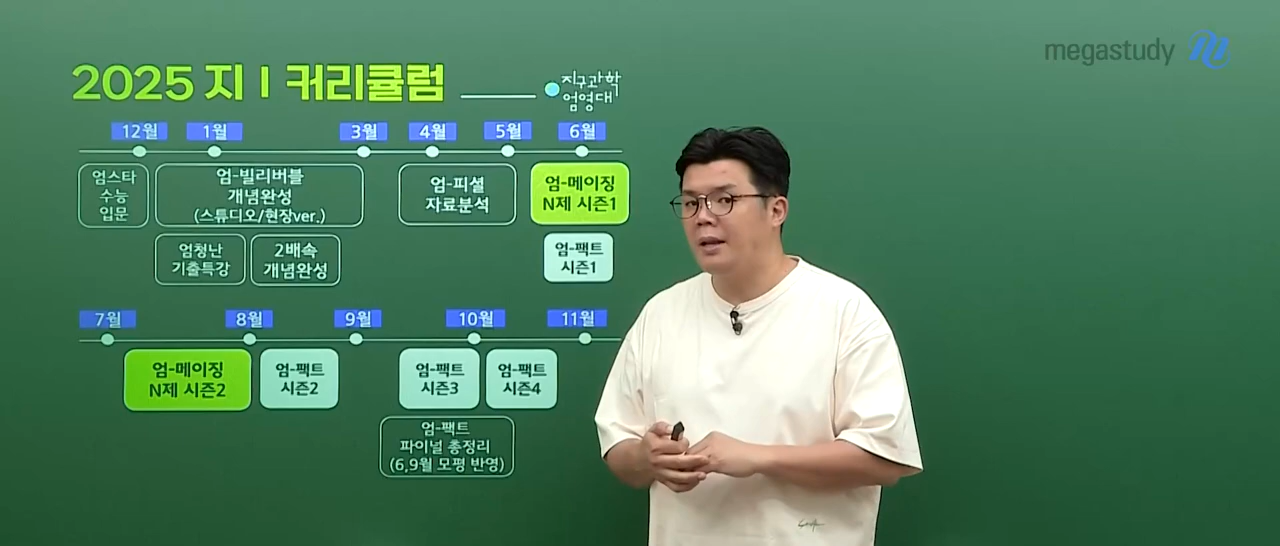 megastudy
2025 지Ⅰ 커리큘럼
지구과학
엄영대
12월 1월 3월 4월 5월 6월
엄스타
수능
입문
엄-빌리버블
개념완성
(스튜디오/현장ver.)
엄-피셜
자료분석
엄-메이징
N제 시즌1
엄청난
기출특강
2배속
개념완성
엄-팩트
시즌1
7월 8월 9월 10월 11월
엄-메이징
N제 시즌2
엄-팩트
시즌2
엄-팩트
시즌3
엄-팩트
시즌4
엄-팩트
파이널 총정리
(6,9월 모평 반영)